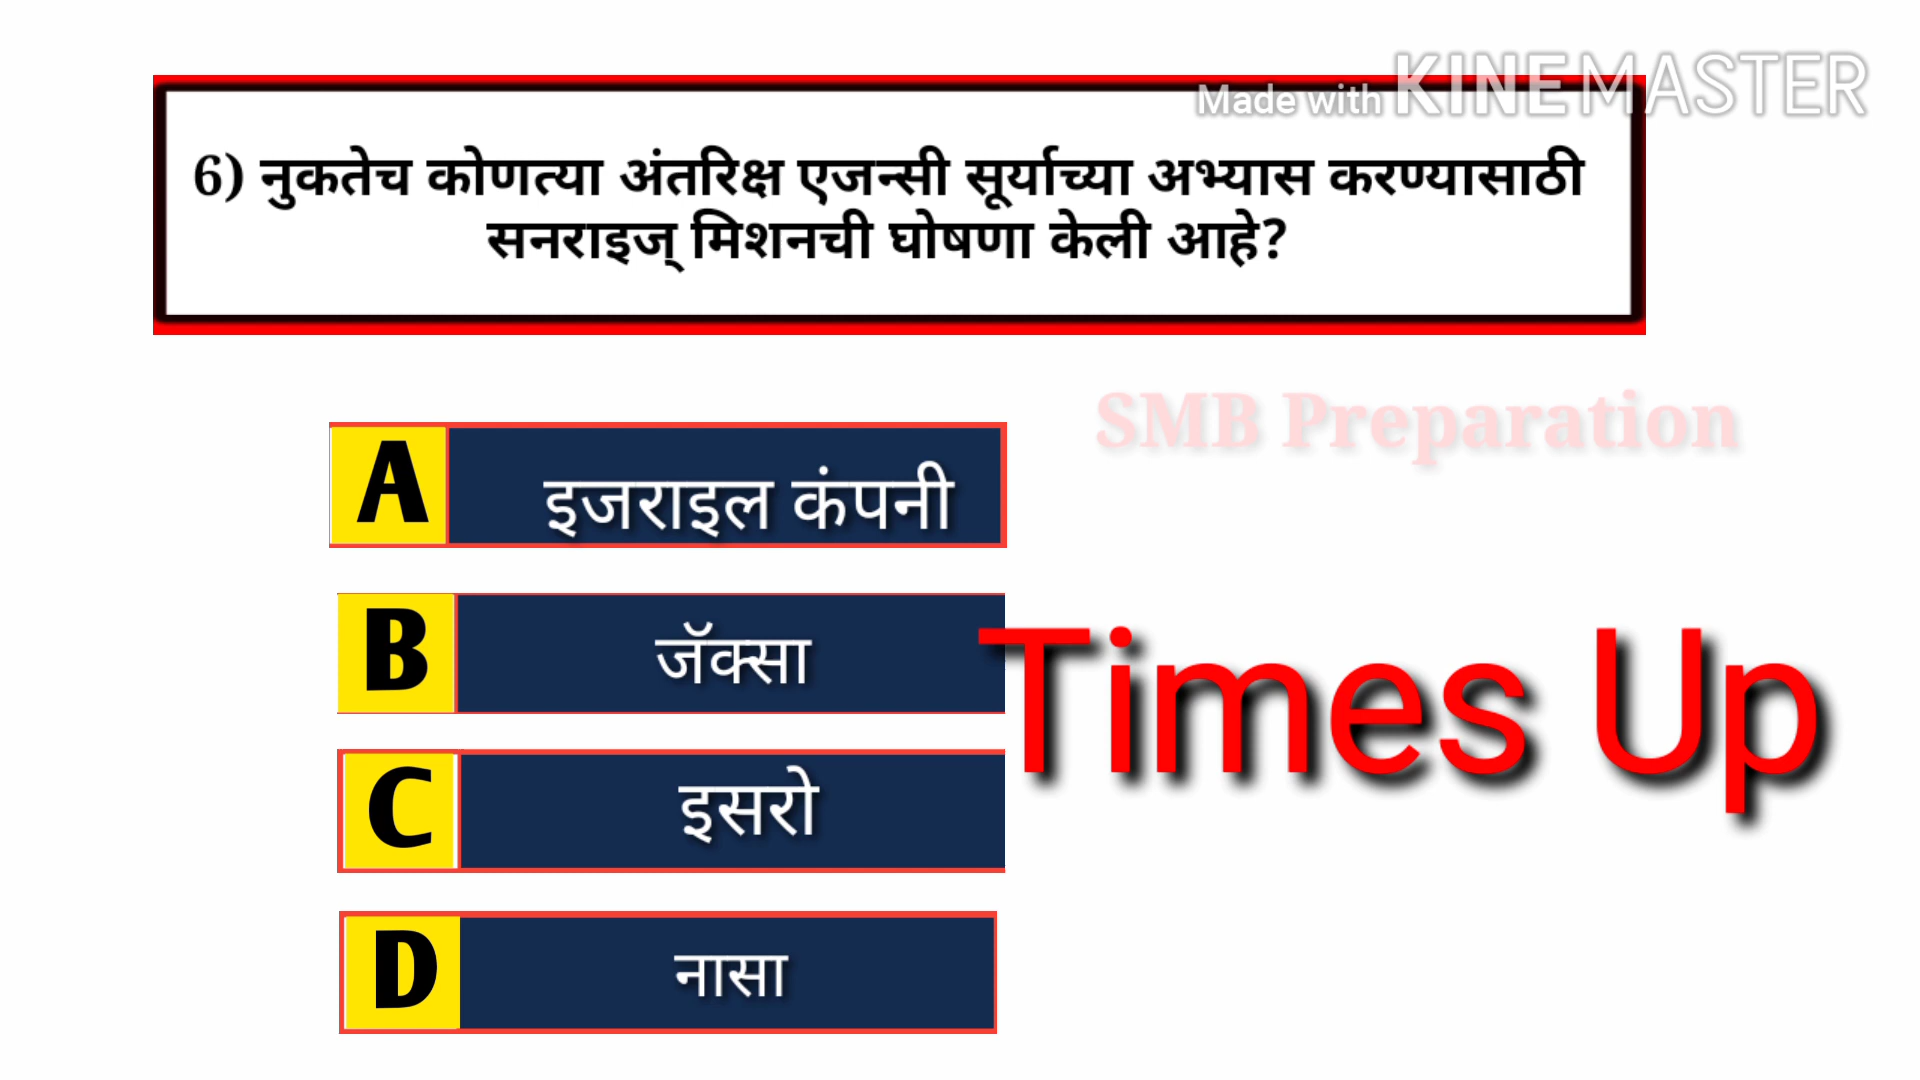 Made with KINEMASTER
6) नुकतेच कोणत्या अंतरिक्ष एजन्सी सूर्याच्या अभ्यास करण्यासाठी
सनराइज् मिशनची घोषणा केली आहे?
SMB Preparation
A इजराइल कंपनी
B जॅक्सा
Times Up
C इसरो
D नासा